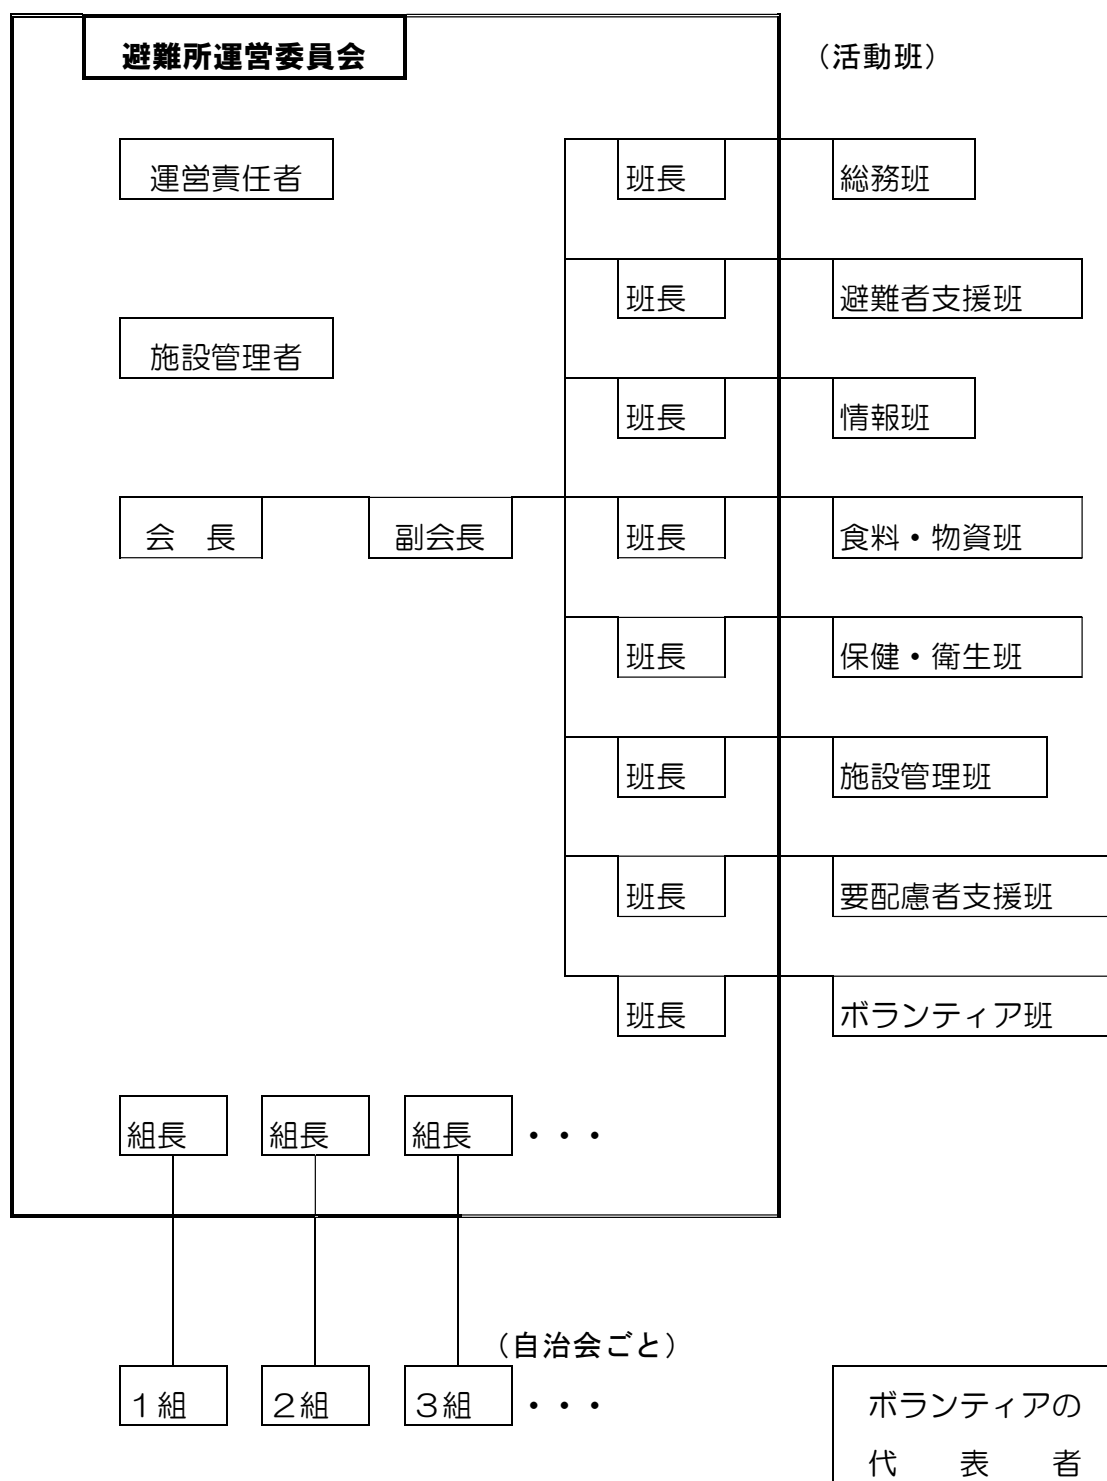 避難所運営委員会
（活動班）
運営責任者
班長
総務班
班長
避難者支援班
施設管理者
班長
情報班
会　長
副会長
班長
食料・物資班
班長
保健・衛生班
班長
施設管理班
班長
要配慮者支援班
班長
ボランティア班
組長
組長
組長
・・・
（自治会ごと）
１組
２組
３組
・・・
ボランティアの
代　表　者